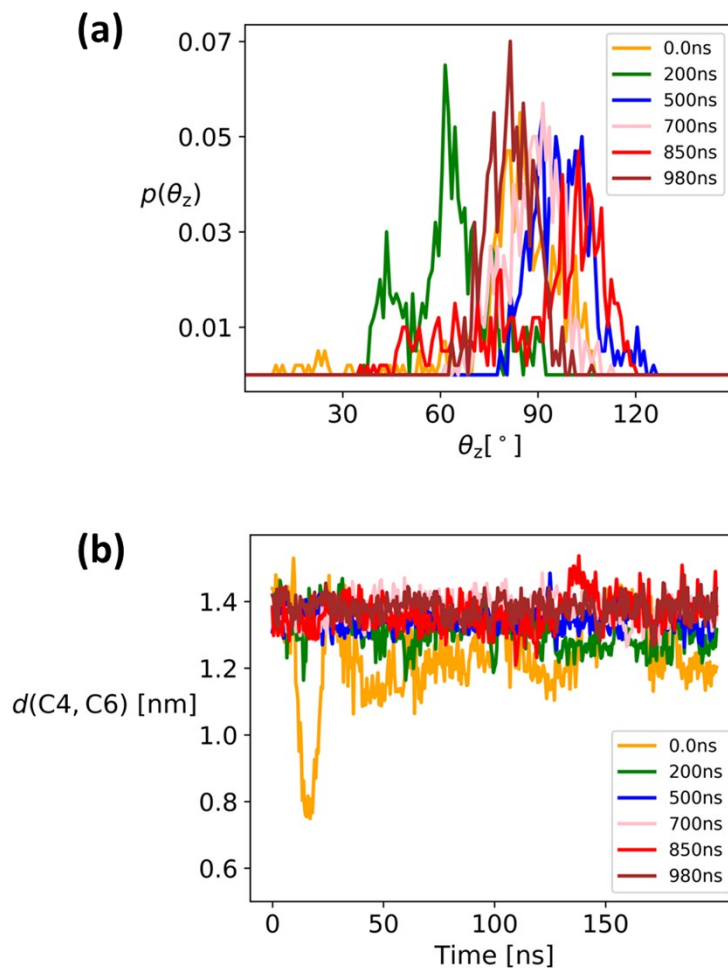 (a)
0.07
0.05
p(θz)
0.03
0.01
0.0ns
200ns
500ns
700ns
850ns
980ns
30 60 90 120
θz[°]
(b)
1.4
1.2
d(C4, C6) [nm]
1.0
0.8
0.6
0.0ns
200ns
500ns
700ns
850ns
980ns
0 50 100 150
Time [ns]